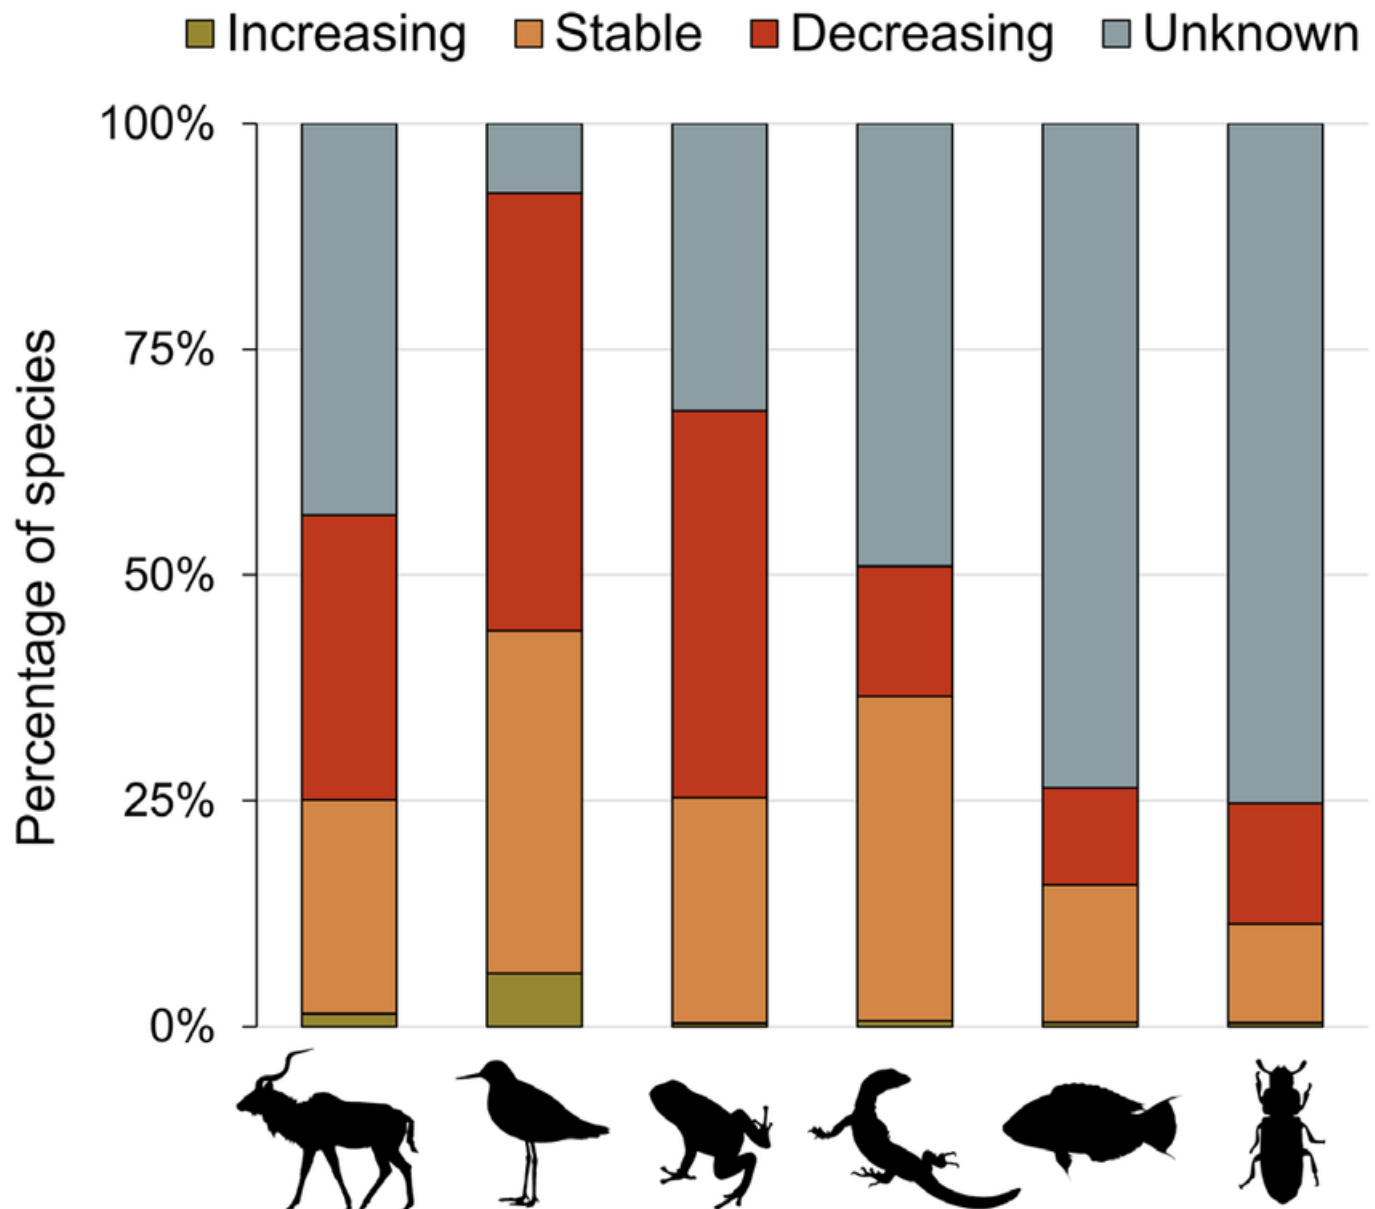 Increasing Stable Decreasing Unknown
100%
75%
50%
25%
0%
Percentage of species